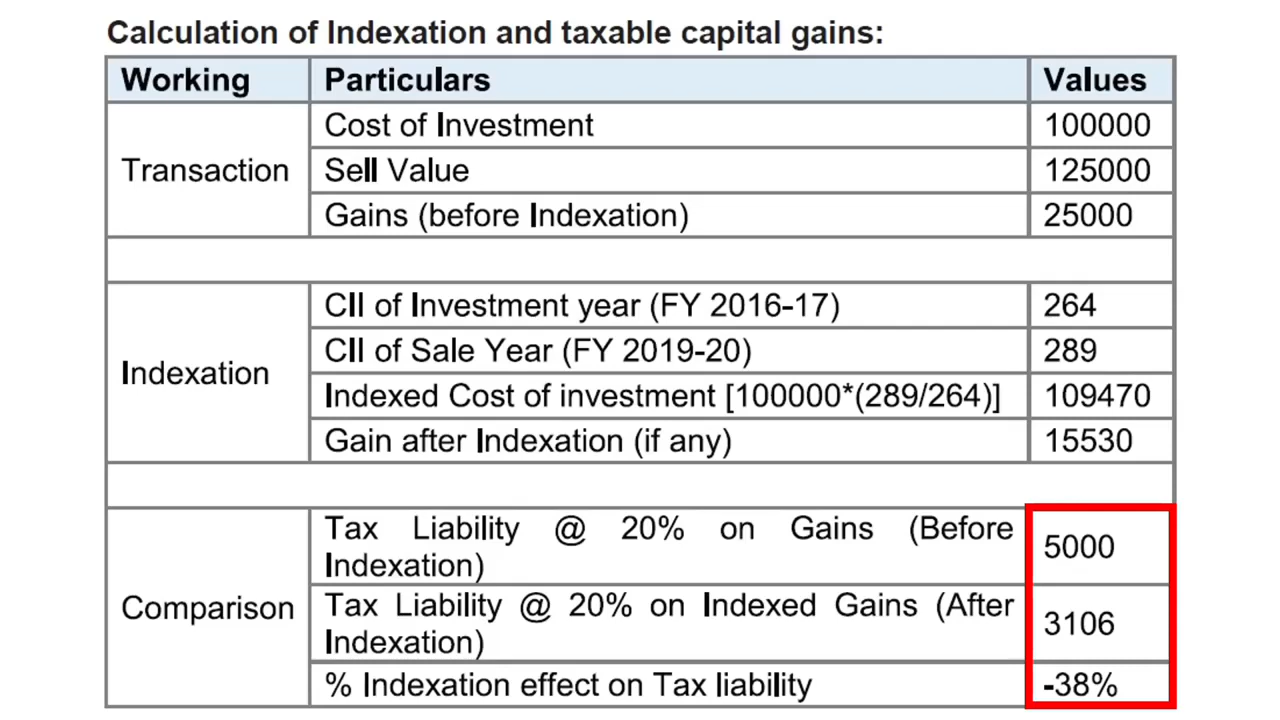 Calculation of Indexation and taxable capital gains:
Working Particulars Values
Transaction
Cost of Investment 100000
Sell Value 125000
Gains (before Indexation) 25000
Indexation
CII of Investment year (FY 2016-17) 264
CII of Sale Year (FY 2019-20) 289
Indexed Cost of investment [100000*(289/264)] 109470
Gain after Indexation (if any) 15530
Comparison
Tax Liability @ 20% on Gains (Before
Indexation) 5000
Tax Liability @ 20% on Indexed Gains (After
Indexation) 3106
% Indexation effect on Tax liability -38%